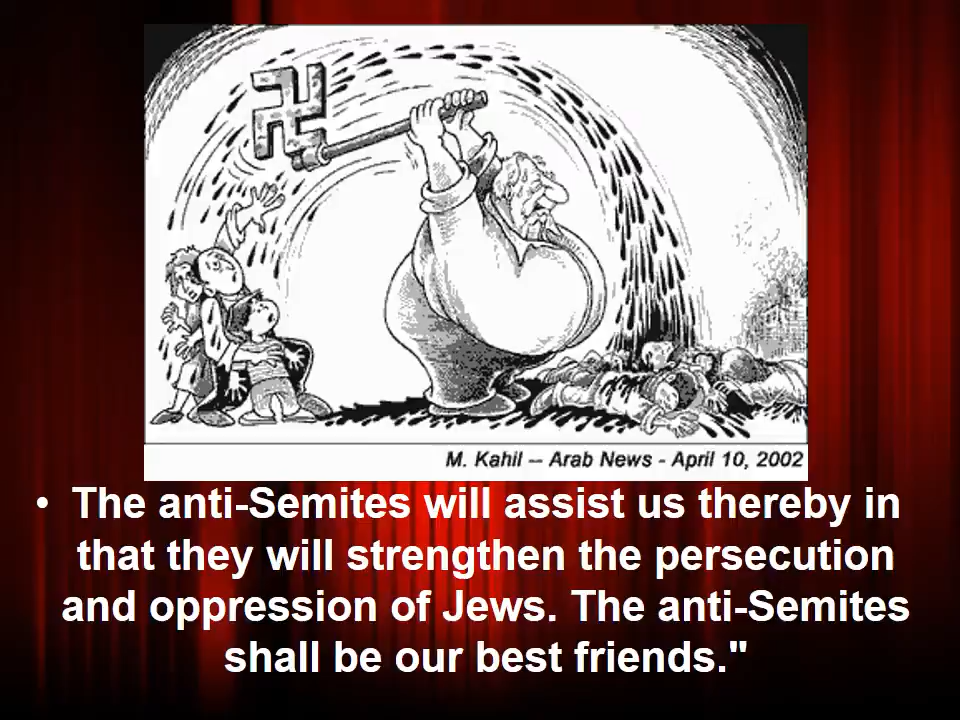 M. Kahil -- Arab News - April 10, 2002
• The anti-Semites will assist us thereby in
that they will strengthen the persecution
and oppression of Jews. The anti-Semites
shall be our best friends."